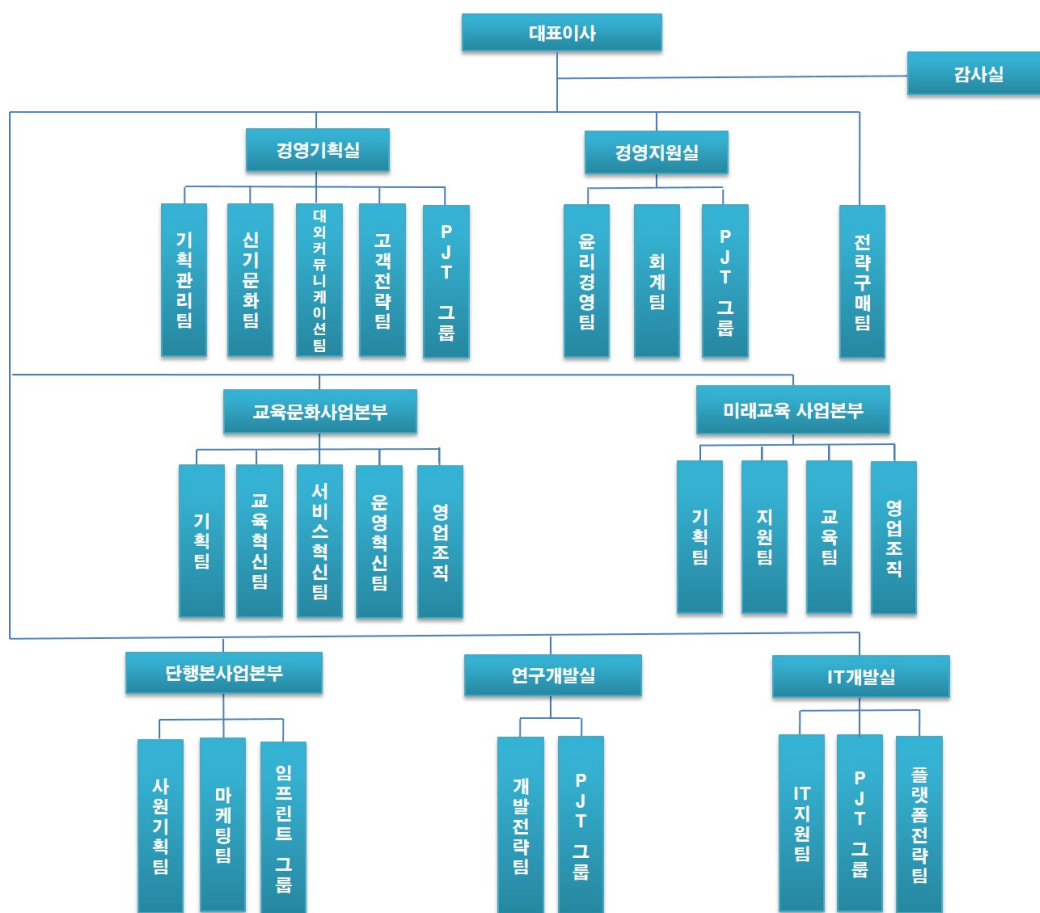 대표이사
감사실
경영기획실
경영지원실
기획관리팀
신기문화팀
대외커뮤니케이션팀
고객전략팀
PJT 그룹
윤리경영팀
회계팀
PJT 그룹
전략구매팀
교육문화사업본부
미래교육 사업본부
기획팀
교육혁신팀
서비스혁신팀
운영혁신팀
영업조직
기획팀
지원팀
교육팀
영업조직
단행본사업본부
연구개발실
IT개발실
사원기획팀
마케팅팀
임프린트 그룹
개발전략팀
PJT 그룹
IT지원팀
PJT 그룹
플랫폼전략팀